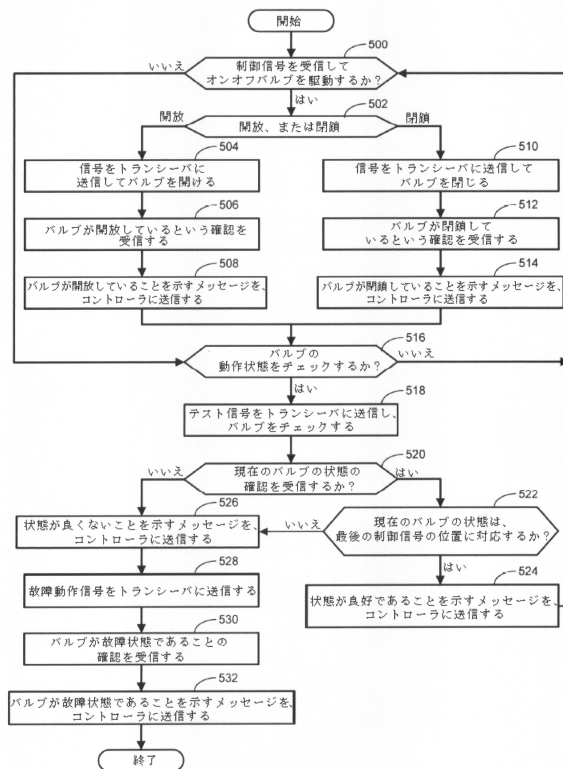 開始
500
制御信号を受信して
オンオフバルブを駆動するか?
いいえ
はい
502
開放、または閉鎖
開放
閉鎖
504
信号をトランシーバに
送信してバルブを開ける
506
バルブが開放しているという確認を
受信する
508
バルブが開放していることを示すメッセージを、
コントローラに送信する
510
信号をトランシーバに送信して
バルブを閉じる
512
バルブが閉鎖して
いるという確認を受信する
514
バルブが閉鎖していることを示すメッセージを、
コントローラに送信する
516
バルブの
動作状態をチェックするか?
いいえ
はい
518
テスト信号をトランシーバに送信し、
バルブをチェックする
520
現在のバルブの状態の
確認を受信するか?
いいえ
はい
522
現在のバルブの状態は、
最後の制御信号の位置に対応するか?
いいえ
はい
524
状態が良好であることを示すメッセージを、
コントローラに送信する
526
状態が良くないことを示すメッセージを、
コントローラに送信する
528
故障動作信号をトランシーバに送信する
530
バルブが故障状態であることの
確認を受信する
532
バルブが故障状態であることを示すメッセージを、
コントローラに送信する
終了